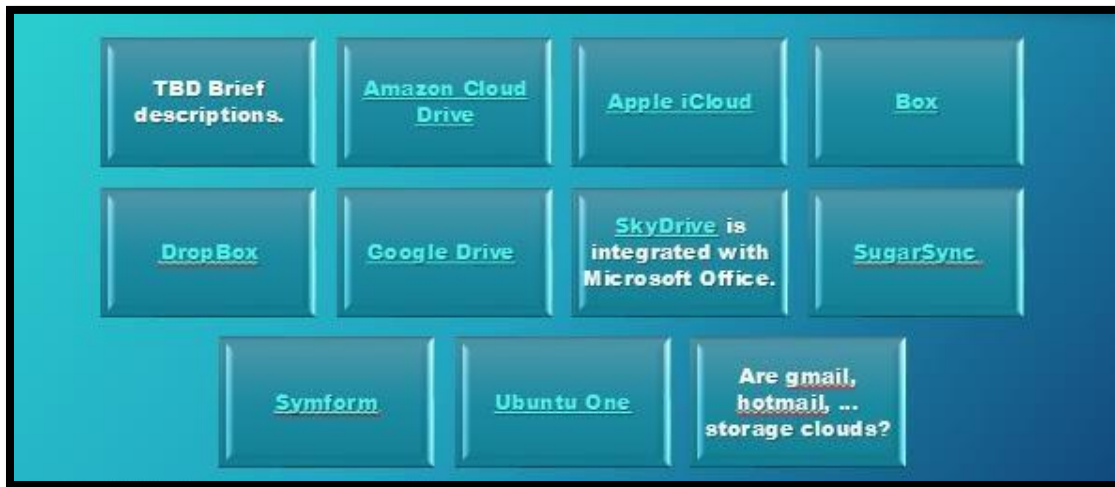 TBD Brief
descriptions.
Amazon Cloud
Drive
Apple iCloud
Box
DropBox
Google Drive
SkyDrive is
integrated with
Microsoft Office.
SugarSync
Symform
Ubuntu One
Are gmail,
hotmail, ...
storage clouds?